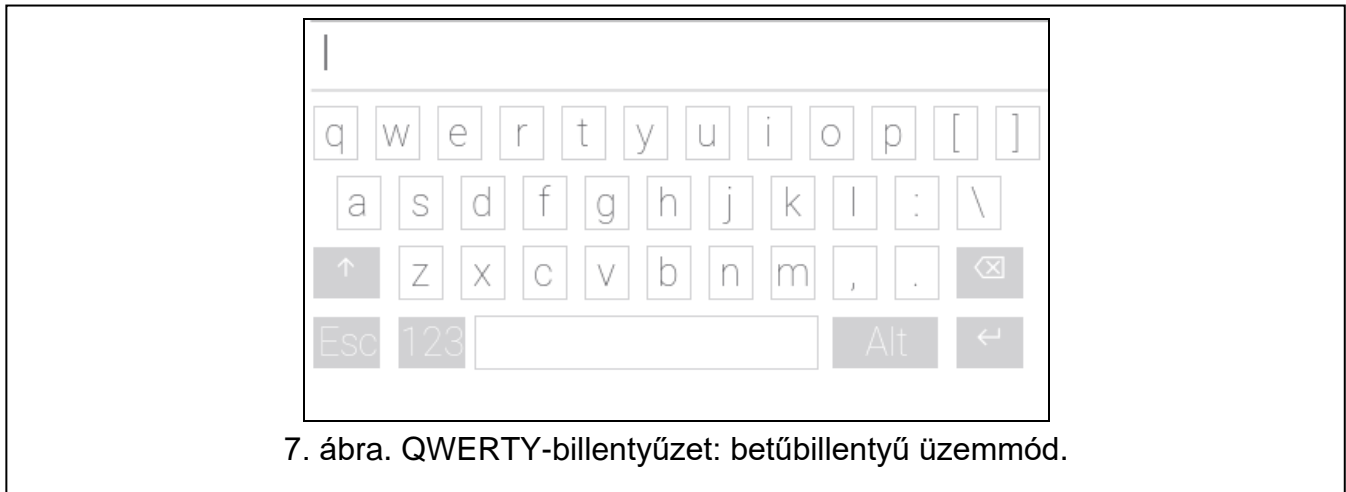 q w e r t y u i o p [ ]
a s d f g h j k l : \
↑ z x c v b n m , . ⌫
Esc 123 Alt ↵
7. ábra. QWERTY-billentyűzet: betűbillentyű üzemmód.